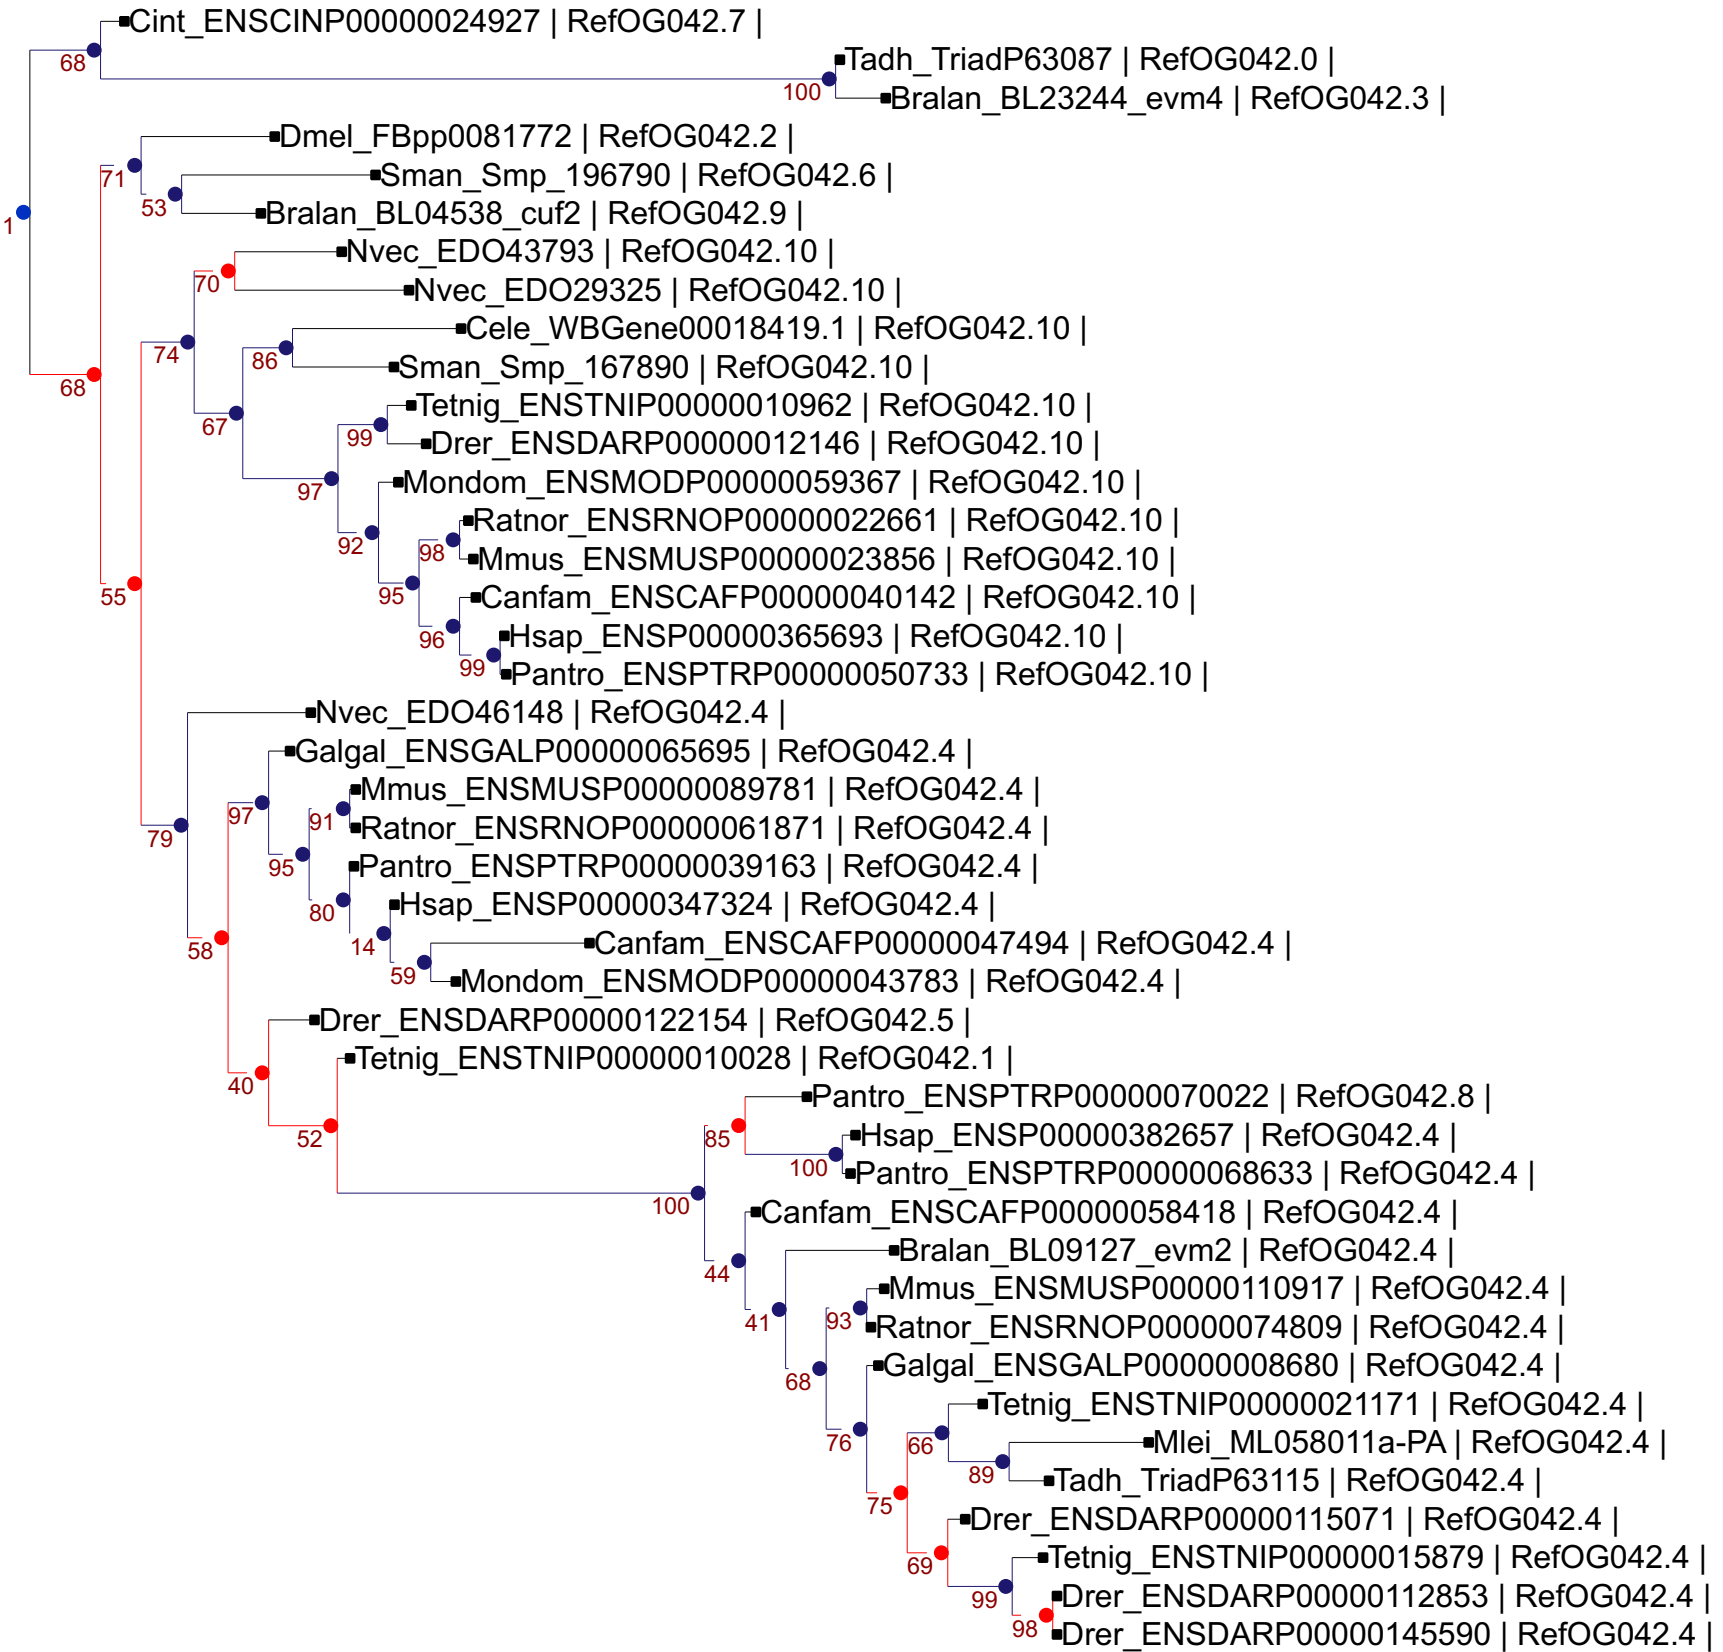 Cint_ENSCINP00000024927 | RefOG042.7 |
68
Tadh_TriadP63087 | RefOG042.0 |
100
Bralan_BL23244_evm4 | RefOG042.3 |
Dmel_FBpp0081772 | RefOG042.2 |
71
Sman_Smp_196790 | RefOG042.6 |
53
Bralan_BL04538_cuf2 | RefOG042.9 |
1
Nvec_EDO43793 | RefOG042.10 |
70
Nvec_EDO29325 | RefOG042.10 |
Cele_WBGene00018419.1 | RefOG042.10 |
74
86
Sman_Smp_167890 | RefOG042.10 |
68
Tetnig_ENSTNIP00000010962 | RefOG042.10 |
67
99
Drer_ENSDARP00000012146 | RefOG042.10 |
Mondom_ENSMODP00000059367 | RefOG042.10 |
97
Ratnor_ENSRNOP00000022661 | RefOG042.10 |
92
98
Mmus_ENSMUSP00000023856 | RefOG042.10 |
55
95
Canfam_ENSCAFP00000040142 | RefOG042.10 |
96
Hsap_ENSP00000365693 | RefOG042.10 |
99
Pantro_ENSPTRP00000050733 | RefOG042.10 |
Nvec_EDO46148 | RefOG042.4 |
Galgal_ENSGALP00000065695 | RefOG042.4 |
Mmus_ENSMUSP00000089781 | RefOG042.4 |
97
91
Ratnor_ENSRNOP00000061871 | RefOG042.4 |
79
95
Pantro_ENSPTRP00000039163 | RefOG042.4 |
80
Hsap_ENSP00000347324 | RefOG042.4 |
58
14
Canfam_ENSCAFP00000047494 | RefOG042.4 |
59
Mondom_ENSMODP00000043783 | RefOG042.4 |
Drer_ENSDARP00000122154 | RefOG042.5 |
Tetnig_ENSTNIP00000010028 | RefOG042.1 |
40
Pantro_ENSPTRP00000070022 | RefOG042.8 |
52
85
Hsap_ENSP00000382657 | RefOG042.4 |
100
Pantro_ENSPTRP00000068633 | RefOG042.4 |
100
Canfam_ENSCAFP00000058418 | RefOG042.4 |
Bralan_BL09127_evm2 | RefOG042.4 |
44
Mmus_ENSMUSP00000110917 | RefOG042.4 |
41
93
Ratnor_ENSRNOP00000074809 | RefOG042.4 |
Galgal_ENSGALP00000008680 | RefOG042.4 |
68
Tetnig_ENSTNIP00000021171 | RefOG042.4 |
76
66
Mlei_ML058011a-PA | RefOG042.4 |
89
Tadh_TriadP63115 | RefOG042.4 |
75
Drer_ENSDARP00000115071 | RefOG042.4 |
69
Tetnig_ENSTNIP00000015879 | RefOG042.4 |
99
Drer_ENSDARP00000112853 | RefOG042.4 |
98
Drer_ENSDARP00000145590 | RefOG042.4 |